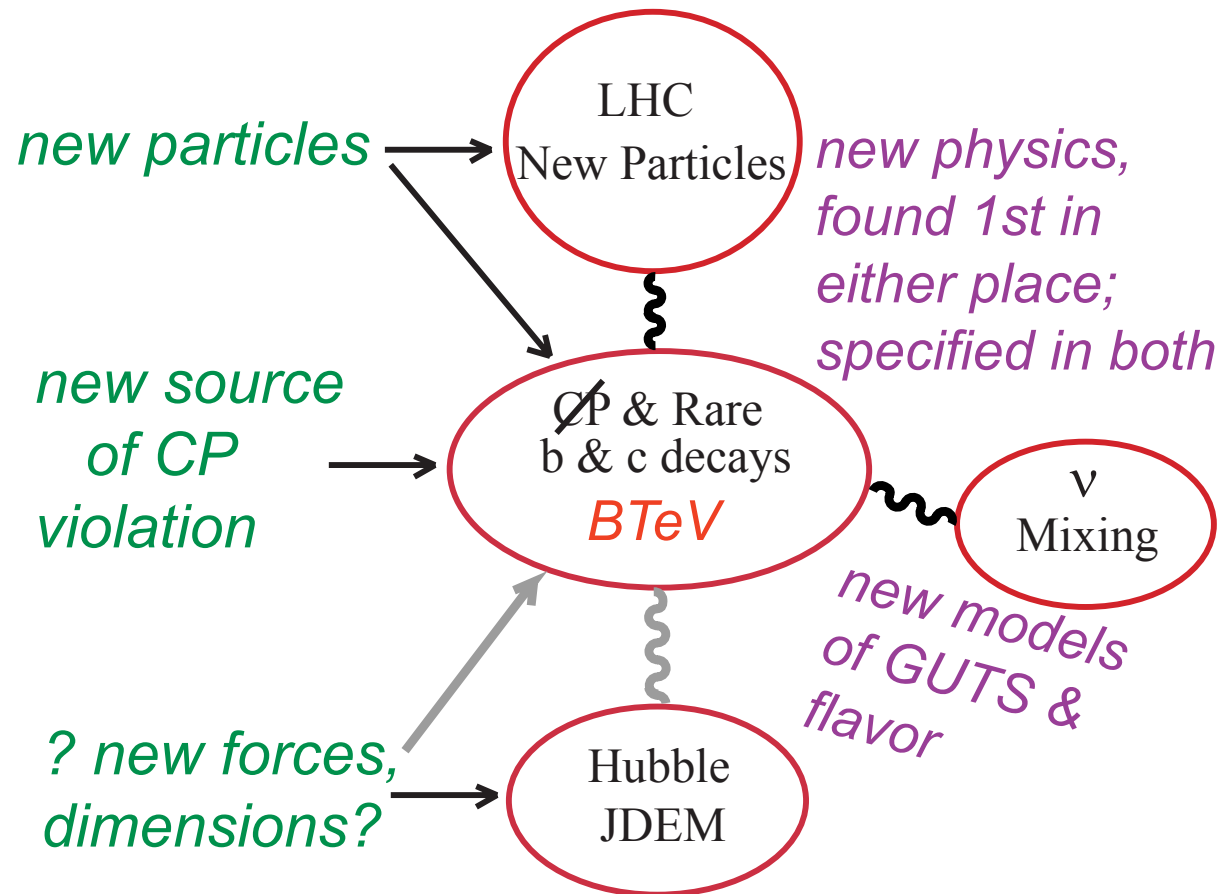 LHC
New Particles
new particles
new physics,
found 1st in
either place;
specified in both
new source
of CP
violation
CP & Rare
b & c decays
BTeV
ν
Mixing
new models
of GUTS &
flavor
? new forces,
dimensions?
Hubble
JDEM